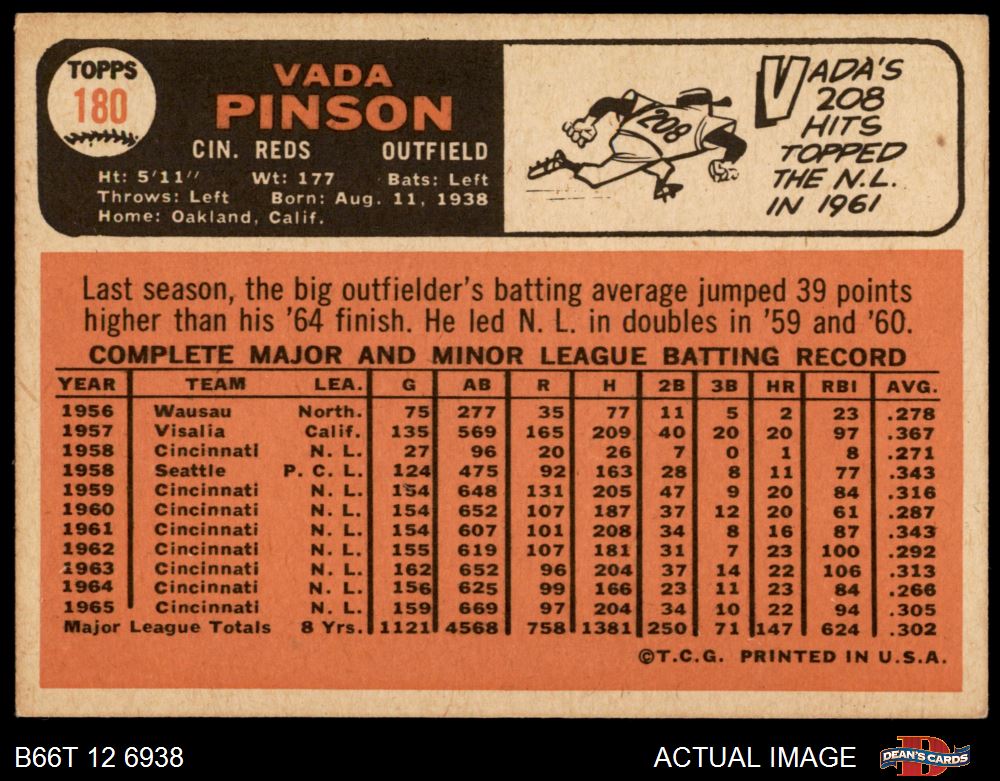 TOPPS
180
VADA
PINSON
CIN. REDS OUTFIELD
Ht: 5'11" Wt: 177 Bats: Left
Throws: Left Born: Aug. 11, 1938
Home: Oakland, Calif.
208
VADA'S
208
HITS
TOPPED
THE N.L.
IN 1961
Last season, the big outfielder's batting average jumped 39 points
higher than his '64 finish. He led N. L. in doubles in '59 and '60.
COMPLETE MAJOR AND MINOR LEAGUE BATTING RECORD
YEAR TEAM LEA. G AB R H 2B 3B HR RBI AVG.
1956 Wausau North. 75 277 35 77 11 5 2 23 .278
1957 Visalia Calif. 135 569 165 209 40 20 20 97 .367
1958 Cincinnati N. L. 27 96 20 26 7 0 1 8 .271
1958 Seattle P. C. L. 124 475 92 163 28 8 11 77 .343
1959 Cincinnati N. L. 154 648 131 205 47 9 20 84 .316
1960 Cincinnati N. L. 154 652 107 187 37 12 20 61 .287
1961 Cincinnati N. L. 154 607 101 208 34 8 16 87 .343
1962 Cincinnati N. L. 155 619 107 181 31 7 23 100 .292
1963 Cincinnati N. L. 162 652 96 204 37 14 22 106 .313
1964 Cincinnati N. L. 156 625 99 166 23 11 23 84 .266
1965 Cincinnati N. L. 159 669 97 204 34 10 22 94 .305
Major League Totals 8 Yrs. 1121 4568 758 1381 250 71 147 624 .302
©T.C.G. PRINTED IN U.S.A.
B66T 12 6938 ACTUAL IMAGE DEAN'S CARDS